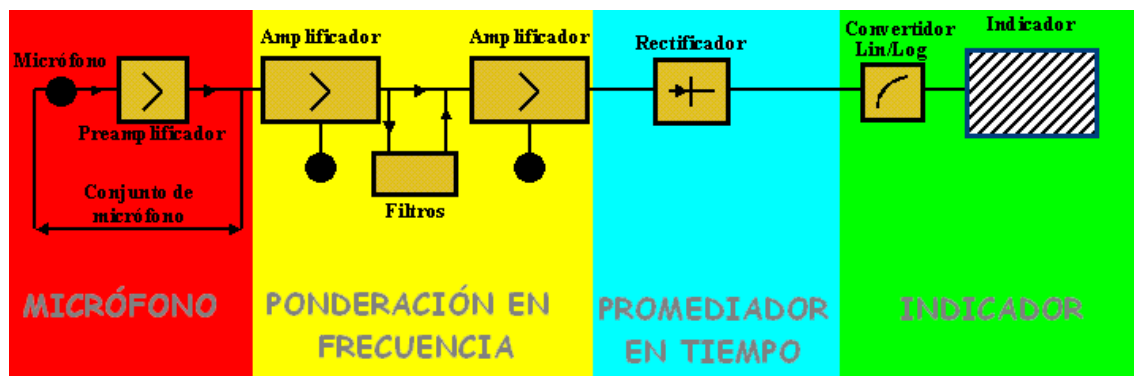 Micrófono
Preamplificador
Conjunto de
micrófono
MICRÓFONO
Amplificador
Amplificador
Filtros
PONDERACIÓN EN
FRECUENCIA
Rectificador
PROMEDIADOR
EN TIEMPO
Convertidor
Lin/Log
Indicador
INDICADOR